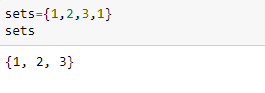 sets={1,2,3,1}
sets
{1, 2, 3}